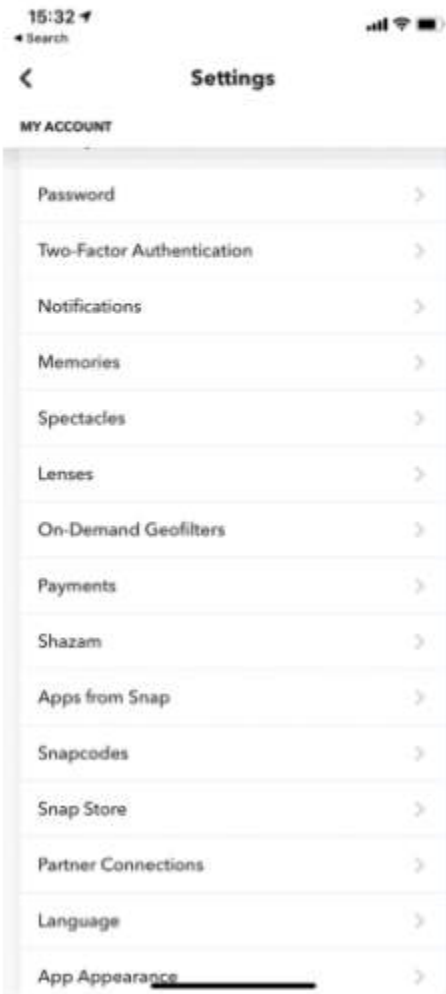 15:32
Search
Settings
MY ACCOUNT
Password
Two-Factor Authentication
Notifications
Memories
Spectacles
Lenses
On-Demand Geofilters
Payments
Shazam
Apps from Snap
Snapcodes
Snap Store
Partner Connections
Language
App Appearance